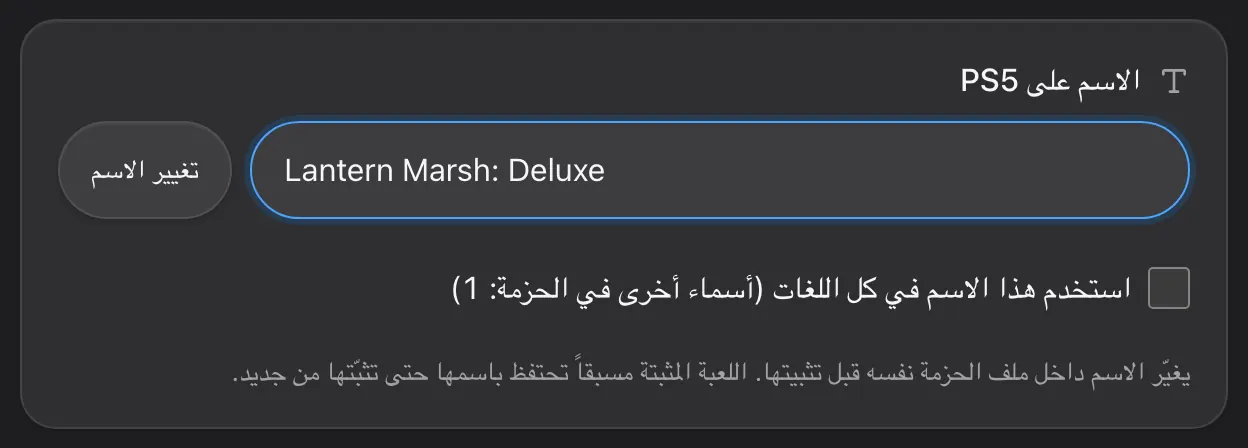 الاسم على PS5
Lantern Marsh: Deluxe
تغيير الاسم
استخدم هذا الاسم في كل اللغات (أسماء أخرى في الحزمة: 1)
يغيّر الاسم داخل ملف الحزمة نفسه قبل تثبيتها. اللعبة المثبتة مسبقاً تحتفظ باسمها حتى تثبّتها من جديد.